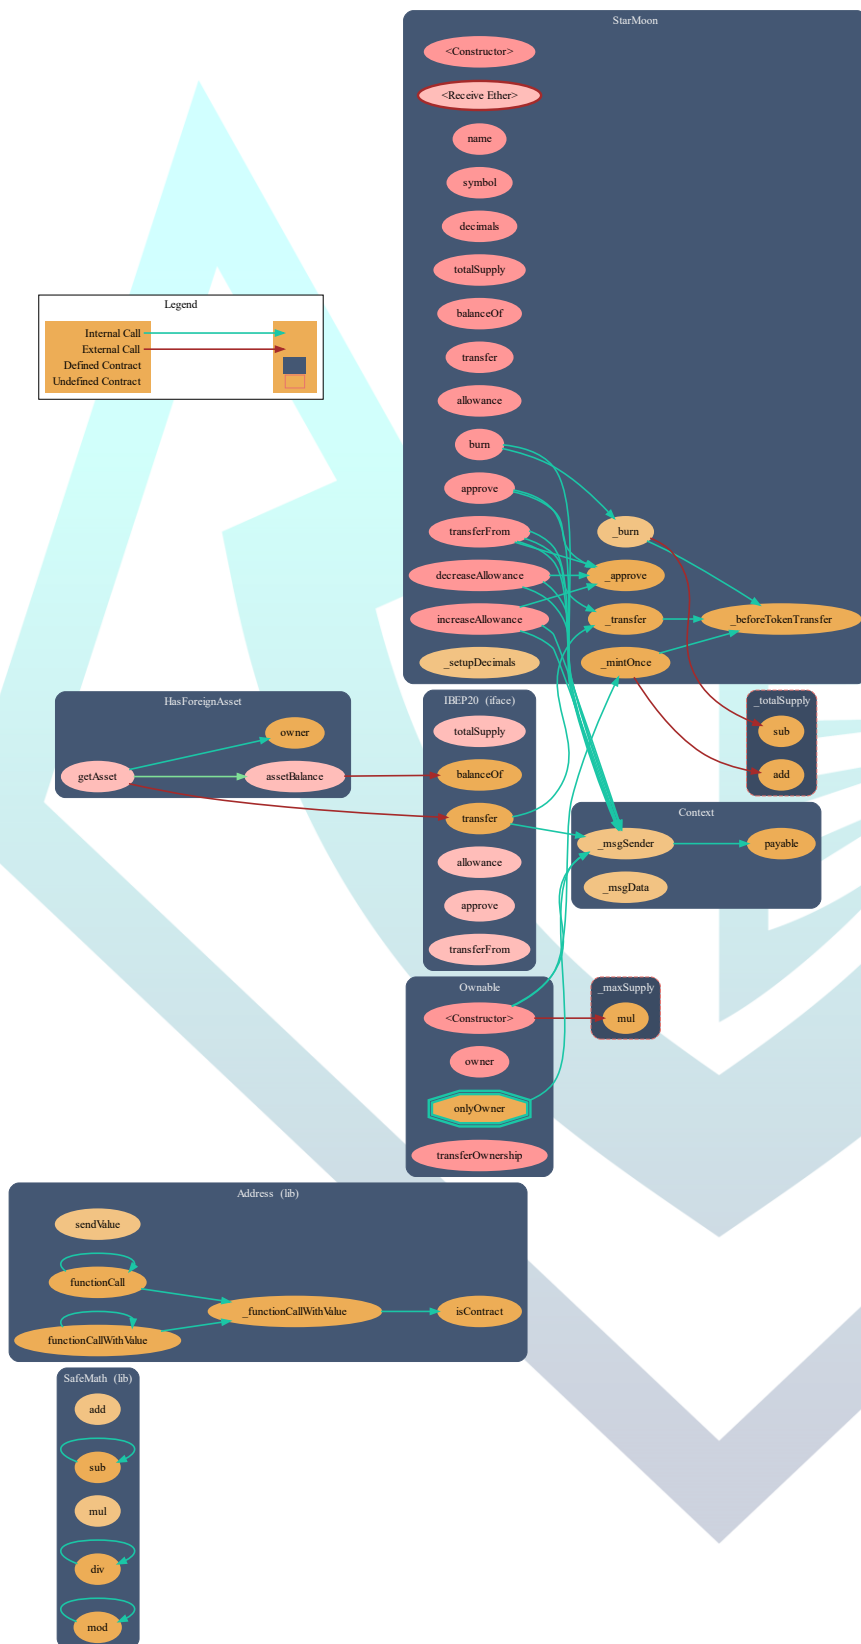 StarMoon
<Constructor>
<Receive Ether>
name
symbol
decimals
totalSupply
balanceOf
transfer
allowance
burn
approve
transferFrom
_burn
decreaseAllowance
_approve
increaseAllowance
_transfer
_beforeTokenTransfer
_setupDecimals
_mintOnce
Legend
Internal Call
External Call
Defined Contract
Undefined Contract
HasForeignAsset
owner
getAsset
assetBalance
IBEP20 (iface)
totalSupply
balanceOf
transfer
allowance
approve
transferFrom
_totalSupply
sub
add
Context
_msgSender
payable
_msgData
Ownable
<Constructor>
owner
onlyOwner
transferOwnership
_maxSupply
mul
Address (lib)
sendValue
functionCall
_functionCallWithValue
isContract
functionCallWithValue
SafeMath (lib)
add
sub
mul
div
mod